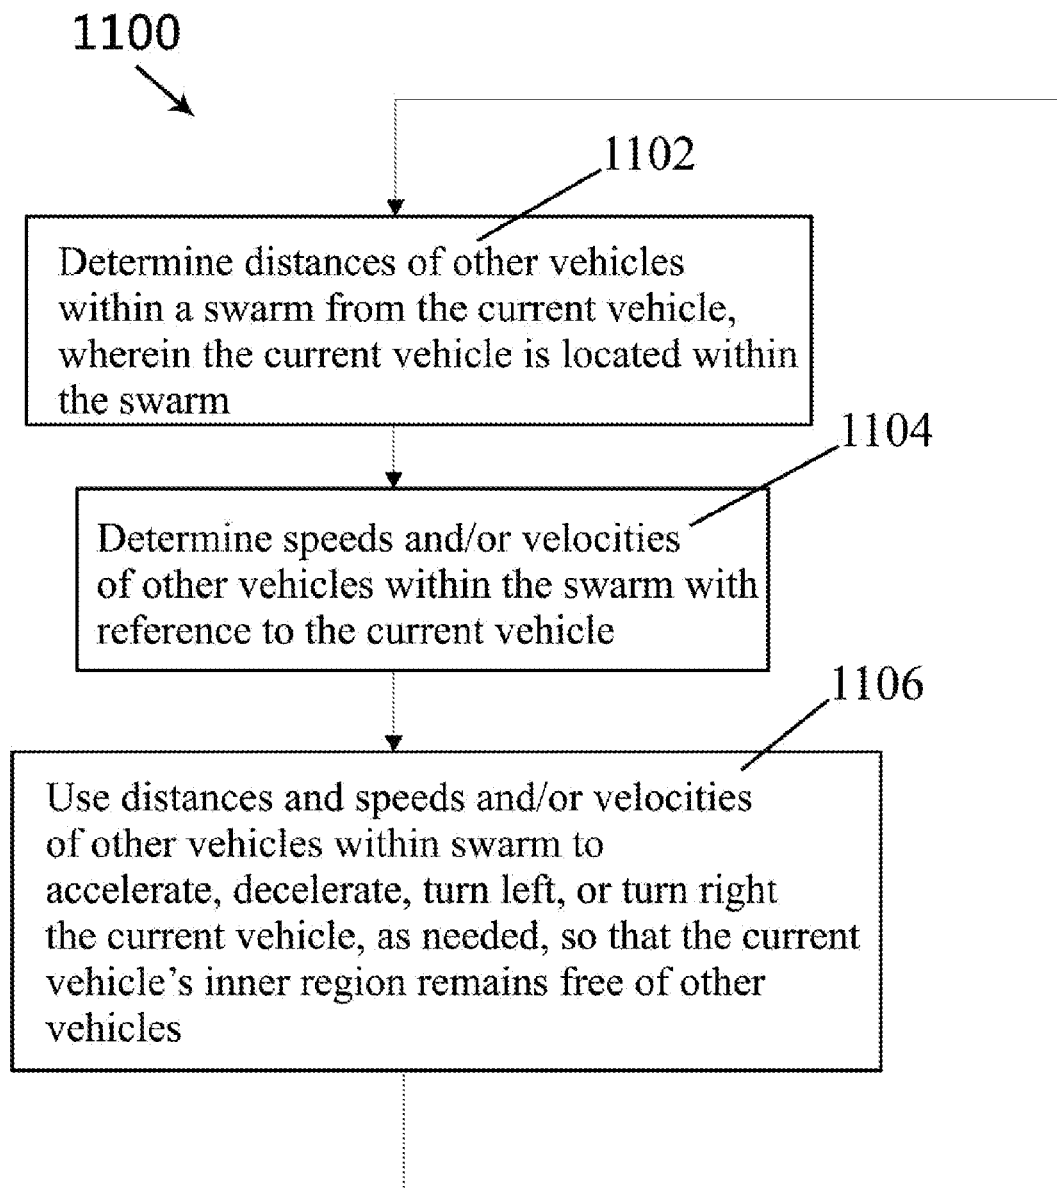 1100
1102
Determine distances of other vehicles
within a swarm from the current vehicle,
wherein the current vehicle is located within
the swarm
1104
Determine speeds and/or velocities
of other vehicles within the swarm with
reference to the current vehicle
1106
Use distances and speeds and/or velocities
of other vehicles within swarm to
accelerate, decelerate, turn left, or turn right
the current vehicle, as needed, so that the current
vehicle’s inner region remains free of other
vehicles